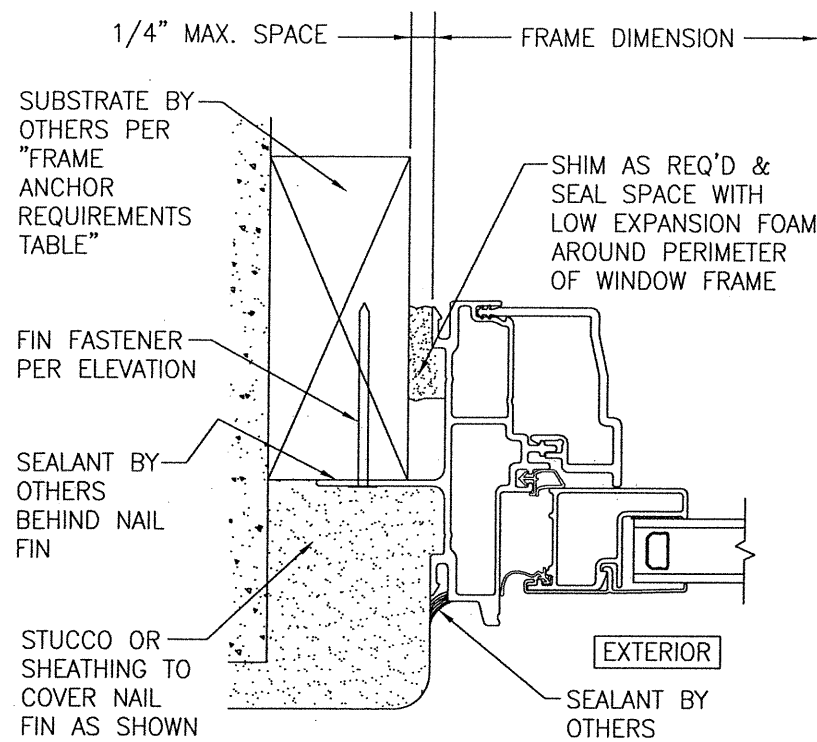 1/4" MAX. SPACE
FRAME DIMENSION
SUBSTRATE BY
OTHERS PER
"FRAME
ANCHOR
REQUIREMENTS
TABLE"
SHIM AS REQ'D &
SEAL SPACE WITH
LOW EXPANSION FOAM
AROUND PERIMETER
OF WINDOW FRAME
FIN FASTENER
PER ELEVATION
SEALANT BY
OTHERS
BEHIND NAIL
FIN
STUCCO OR
SHEATHING TO
COVER NAIL
FIN AS SHOWN
EXTERIOR
SEALANT BY
OTHERS